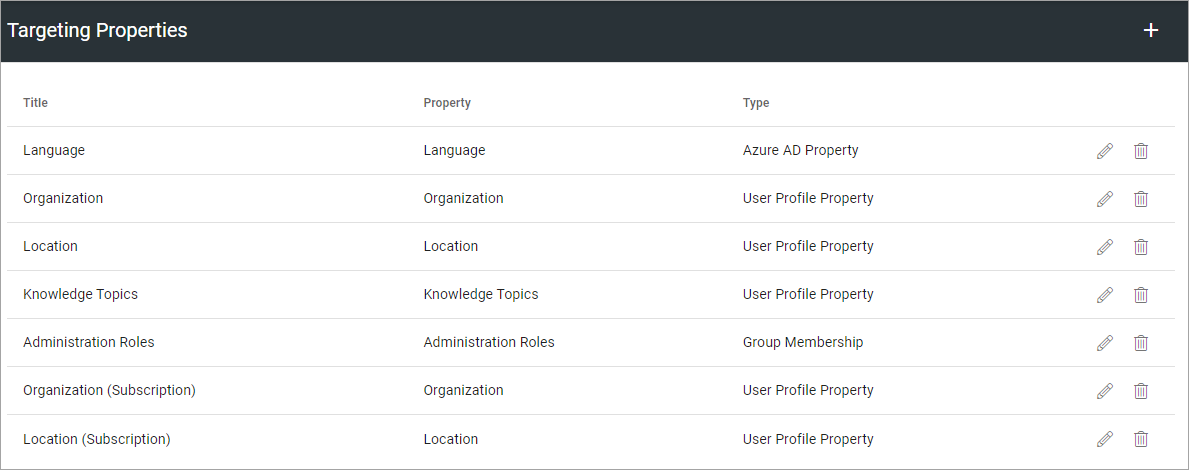 Targeting Properties
Title Property Type
Language Language Azure AD Property
Organization Organization User Profile Property
Location Location User Profile Property
Knowledge Topics Knowledge Topics User Profile Property
Administration Roles Administration Roles Group Membership
Organization (Subscription) Organization User Profile Property
Location (Subscription) Location User Profile Property